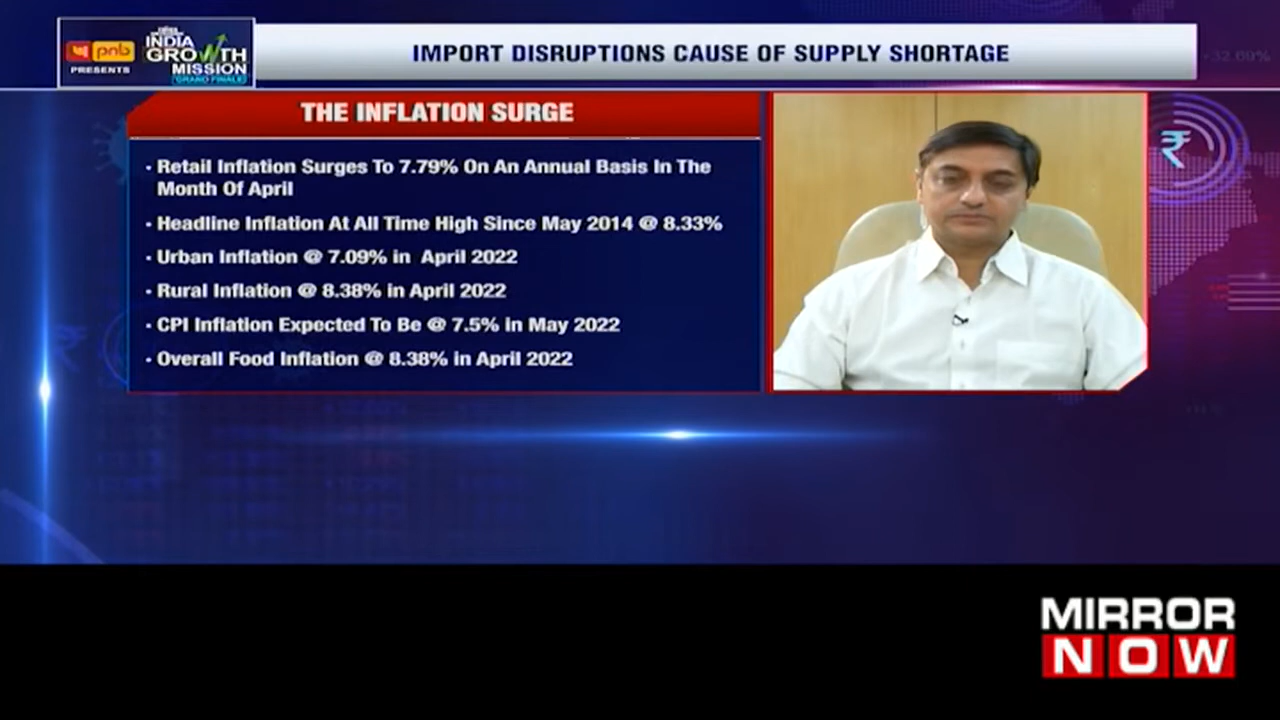 pnb
PRESENTS
INDIA
GROWTH
MISSION
GRAND FINALE
IMPORT DISRUPTIONS CAUSE OF SUPPLY SHORTAGE
THE INFLATION SURGE
• Retail Inflation Surges To 7.79% On An Annual Basis In The
Month Of April
• Headline Inflation At All Time High Since May 2014 @ 8.33%
• Urban Inflation @ 7.09% in April 2022
• Rural Inflation @ 8.38% in April 2022
• CPI Inflation Expected To Be @ 7.5% in May 2022
• Overall Food Inflation @ 8.38% in April 2022
₹
MIRROR
NOW